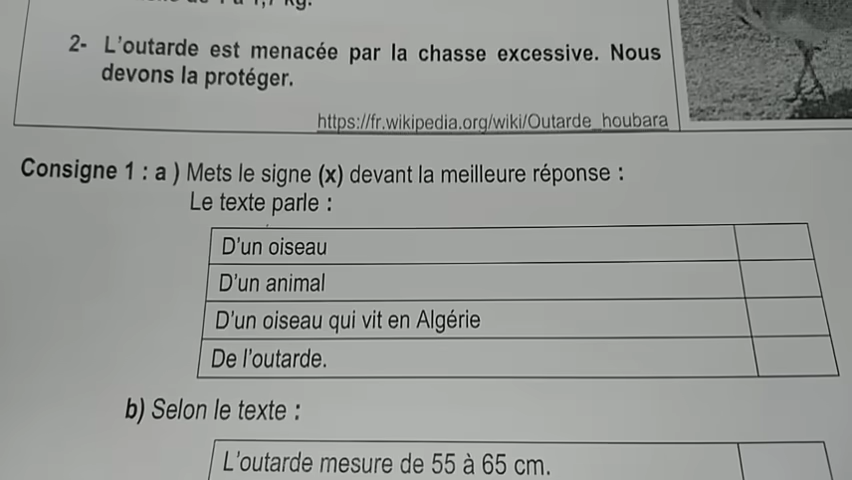 2- L'outarde est menacée par la chasse excessive. Nous
devons la protéger.
https://fr.wikipedia.org/wiki/Outarde_houbara
Consigne 1 : a ) Mets le signe (x) devant la meilleure réponse :
Le texte parle :
D'un oiseau
D'un animal
D'un oiseau qui vit en Algérie
De l'outarde.
b) Selon le texte :
L'outarde mesure de 55 à 65 cm.